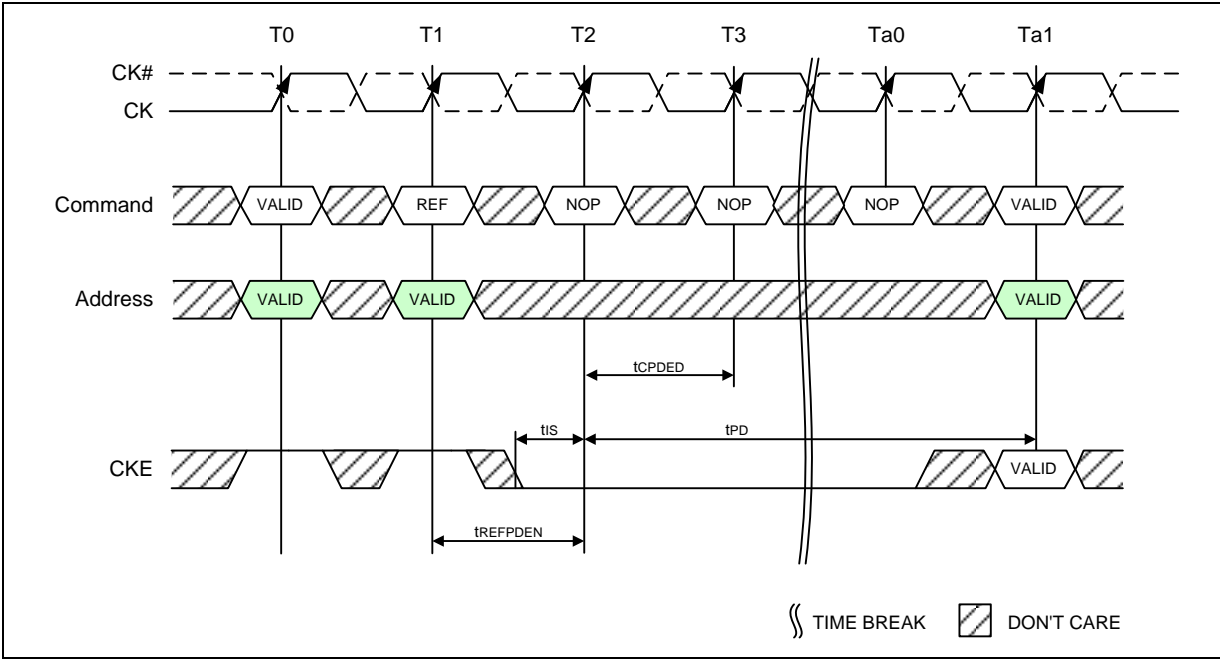 T0 T1 T2 T3 Ta0 Ta1
CK#
CK
Command VALID REF NOP NOP NOP VALID
Address VALID VALID VALID
tCPDED
tIS tPD
CKE VALID
tREFPDEN
TIME BREAK DON'T CARE